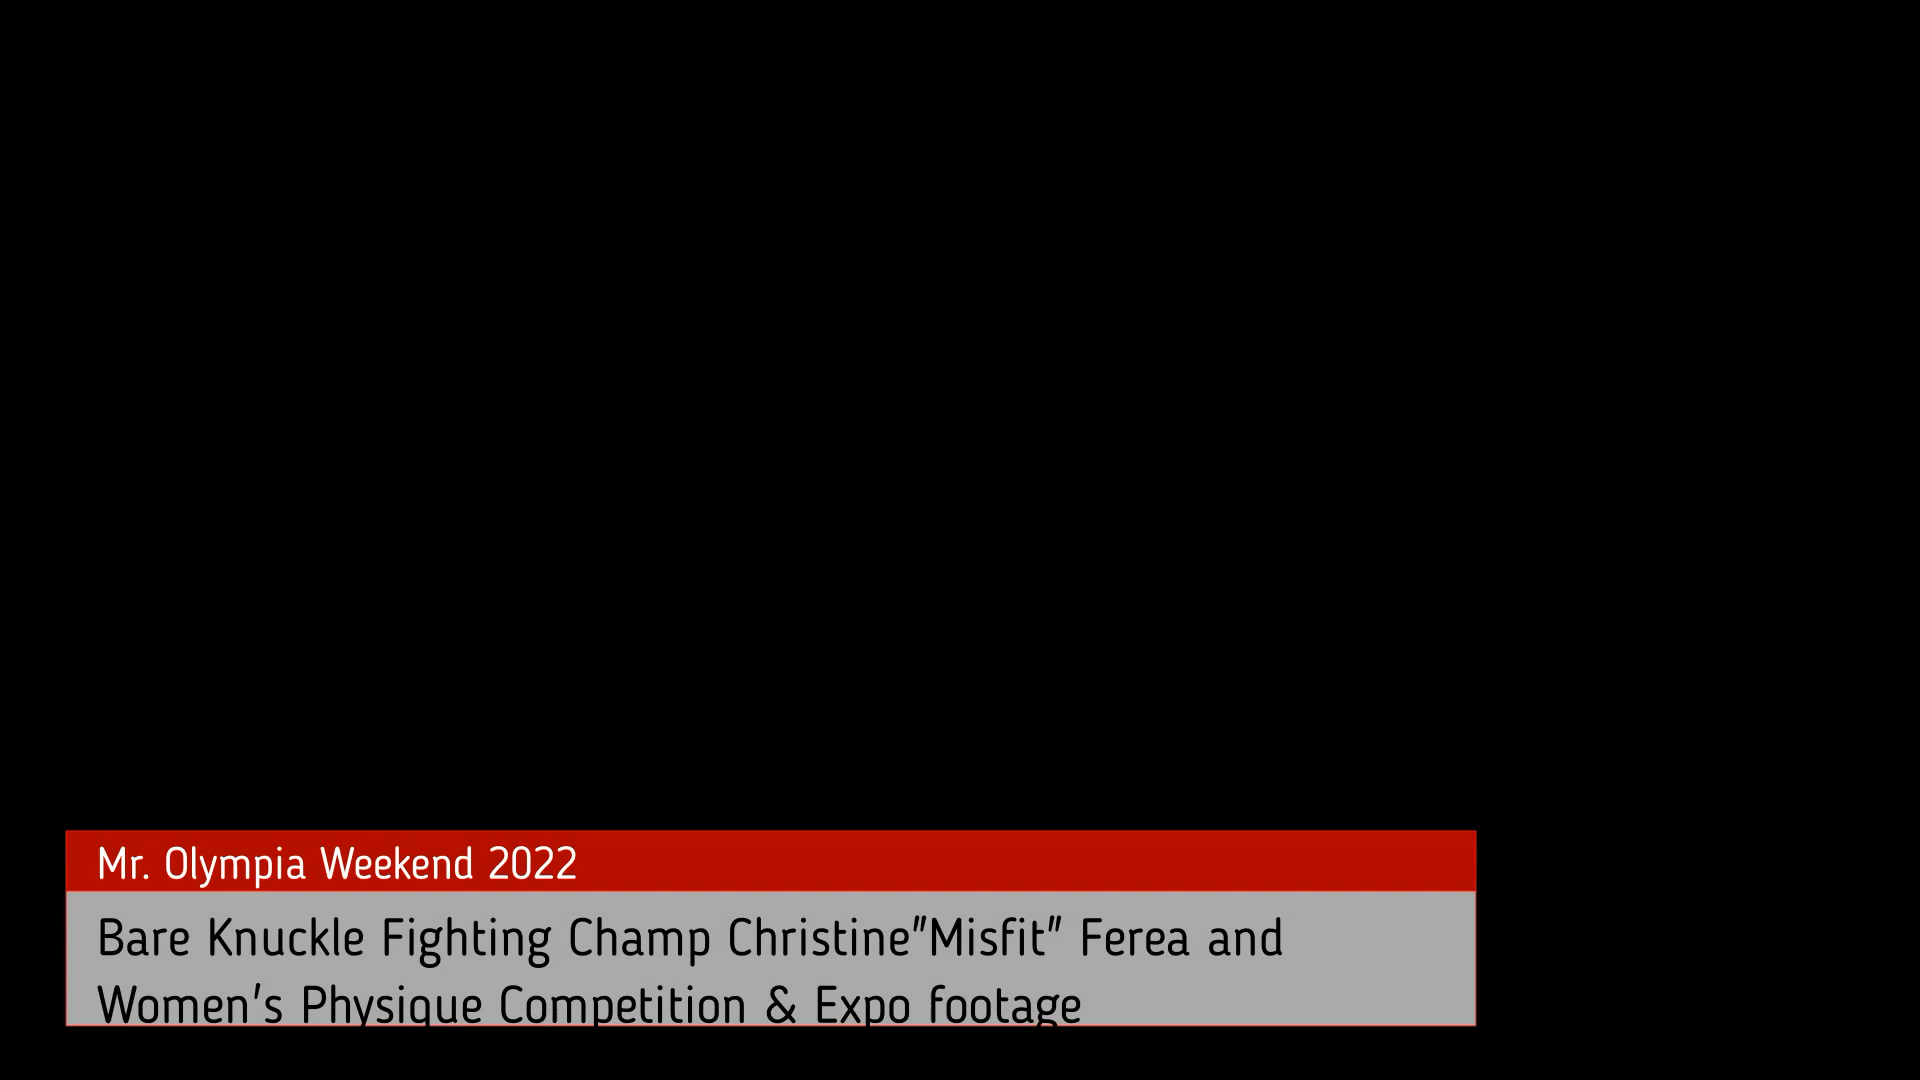 Mr. Olympia Weekend 2022
Bare Knuckle Fighting Champ Christine"Misfit" Ferea and
Women's Physique Competition & Expo footage